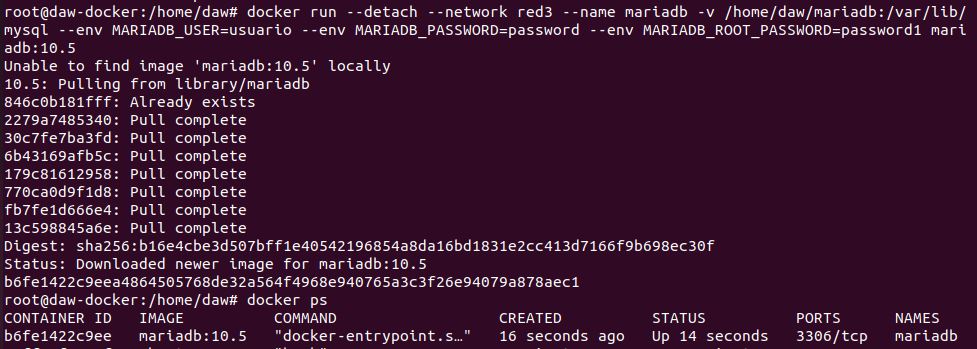 root@daw-docker:/home/daw# docker run --detach --network red3 --name mariadb -v /home/daw/mariadb:/var/lib/
mysql --env MARIADB_USER=usuario --env MARIADB_PASSWORD=password --env MARIADB_ROOT_PASSWORD=password1 mari
adb:10.5
Unable to find image 'mariadb:10.5' locally
10.5: Pulling from library/mariadb
846c0b181fff: Already exists
2279a7485340: Pull complete
30c7fe7ba3fd: Pull complete
6b43169afb5c: Pull complete
179c81612958: Pull complete
770ca0d9f1d8: Pull complete
fb7fe1d666e4: Pull complete
13c598845a6e: Pull complete
Digest: sha256:b16e4cbe3d507bff1e40542196854a8da16bd1831e2cc413d7166f9b698ec30f
Status: Downloaded newer image for mariadb:10.5
b6fe1422c9eea4864505768de32a564f4968e940765a3c3f26e94079a878aec1
root@daw-docker:/home/daw# docker ps
CONTAINER ID   IMAGE          COMMAND                  CREATED          STATUS          PORTS      NAMES
b6fe1422c9ee   mariadb:10.5   "docker-entrypoint.s…"   16 seconds ago   Up 14 seconds   3306/tcp   mariadb